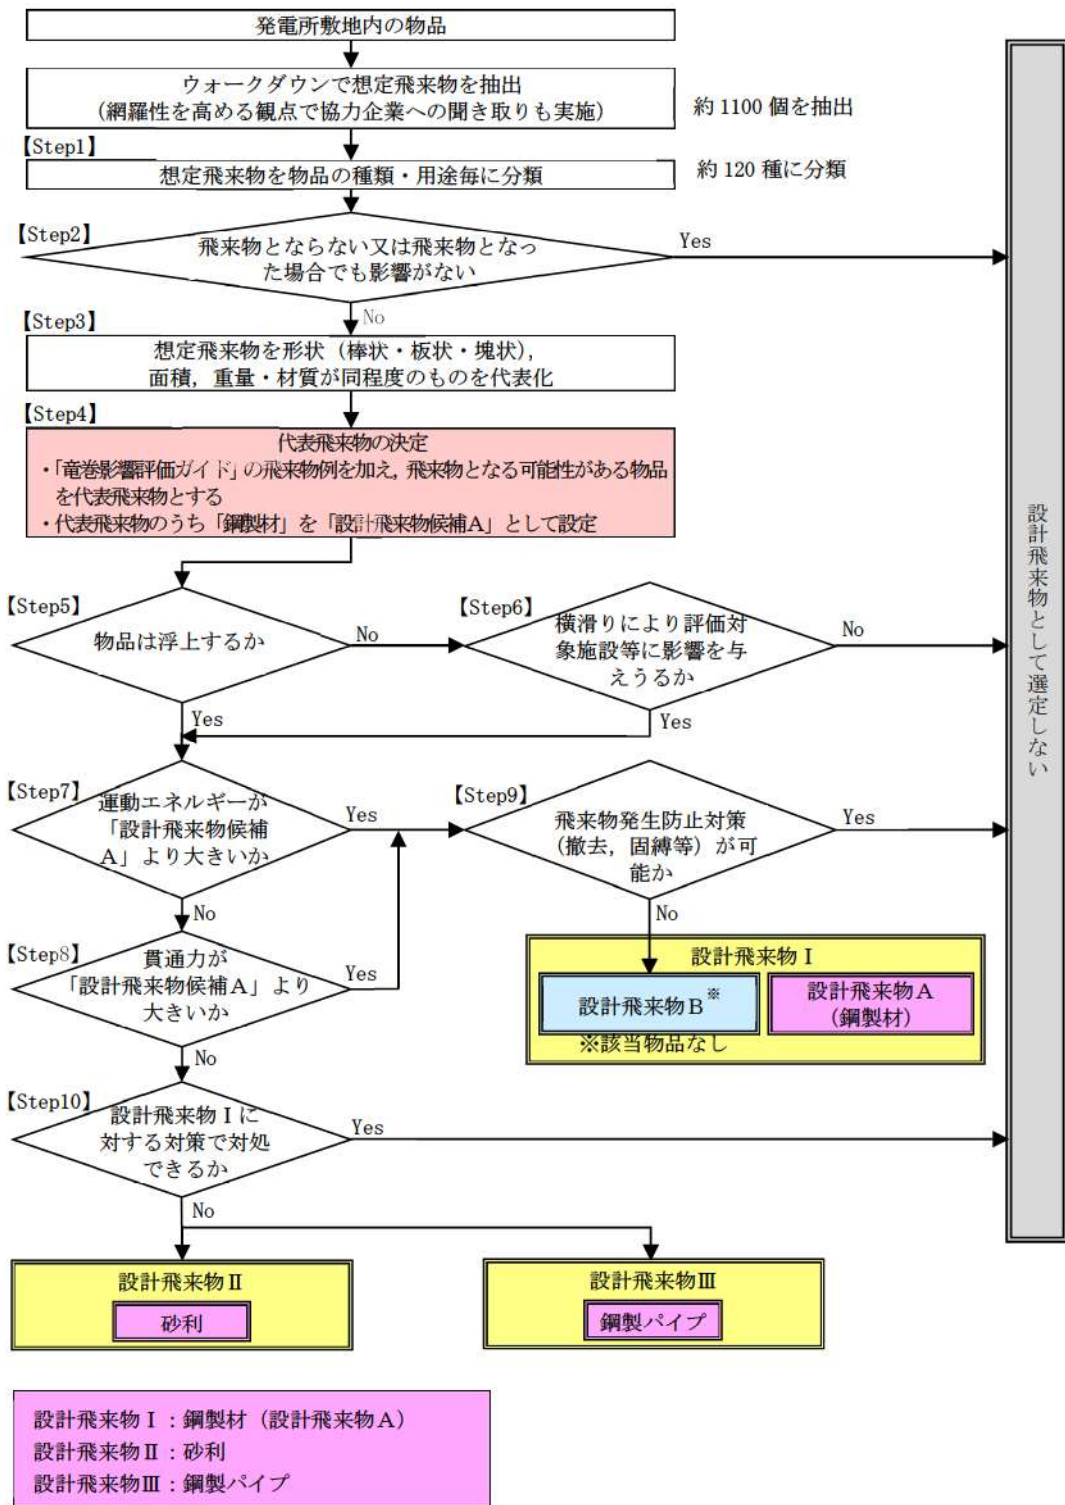 発電所敷地内の物品
ウォークダウンで想定飛来物を抽出
（網羅性を高める観点で協力企業への聞き取りも実施）
約1100個を抽出
【Step1】
想定飛来物を物品の種類・用途毎に分類
約120種に分類
【Step2】
飛来物とならない又は飛来物となっ
た場合でも影響がない
Yes
No
【Step3】
想定飛来物を形状（棒状・板状・塊状），
面積，重量・材質が同程度のものを代表化
【Step4】
代表飛来物の決定
・「竜巻影響評価ガイド」の飛来物例を加え，飛来物となる可能性がある物品
を代表飛来物とする
・代表飛来物のうち「鋼製材」を「設計飛来物候補A」として設定
【Step5】
物品は浮上するか
No
Yes
【Step6】
横滑りにより評価対
象施設等に影響を与
えうるか
No
Yes
【Step7】
運動エネルギーが
「設計飛来物候補
A」より大きいか
Yes
No
【Step9】
飛来物発生防止対策
（撤去，固縛等）が可
能か
Yes
No
【Step8】
貫通力が
「設計飛来物候補A」より
大きいか
Yes
No
設計飛来物Ⅰ
設計飛来物B※
設計飛来物A
（鋼製材）
※該当物品なし
【Step10】
設計飛来物Ⅰに
対する対策で対処
できるか
Yes
No
設計飛来物Ⅱ
砂利
設計飛来物Ⅲ
鋼製パイプ
設計飛来物として選定しない
設計飛来物Ⅰ：鋼製材（設計飛来物A）
設計飛来物Ⅱ：砂利
設計飛来物Ⅲ：鋼製パイプ